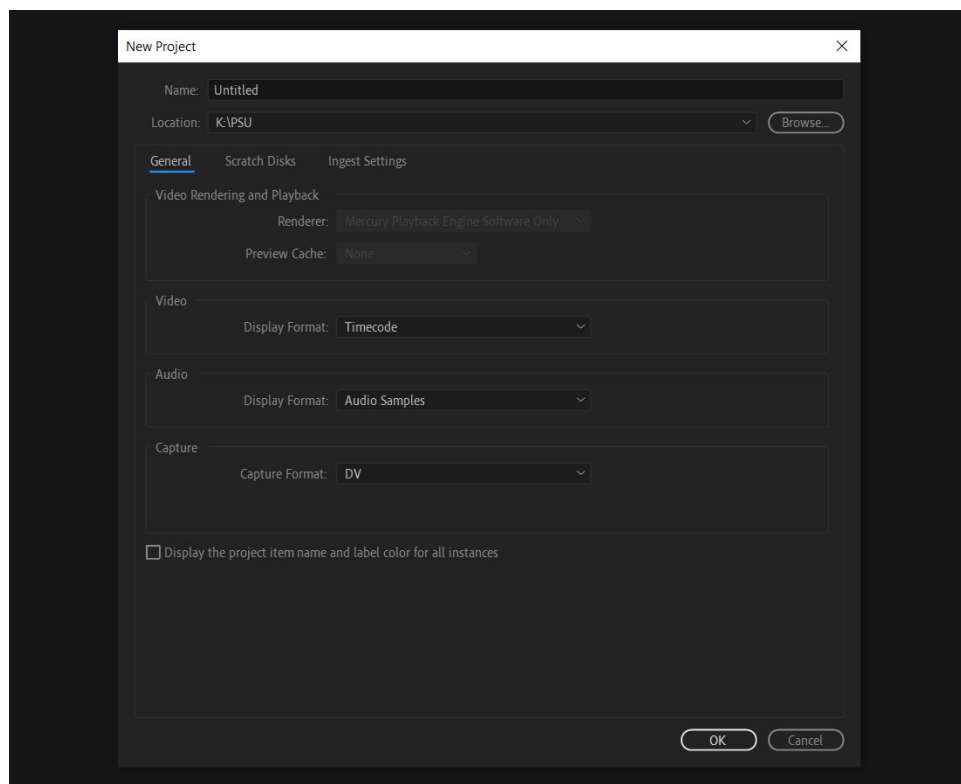 New Project
Name: Untitled
Location: K:\PSU Browse...
General Scratch Disks Ingest Settings
Video Rendering and Playback
Renderer: Mercury Playback Engine Software Only
Preview Cache: None
Video
Display Format: Timecode
Audio
Display Format: Audio Samples
Capture
Capture Format: DV
Display the project item name and label color for all instances
OK Cancel